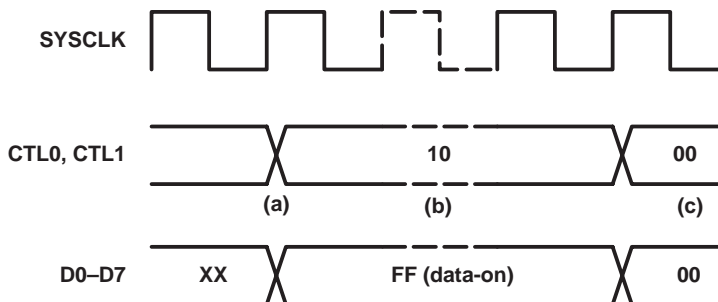 SYSCLK
CTL0, CTL1 10 00
(a) (b) (c)
D0–D7 XX FF (data-on) 00